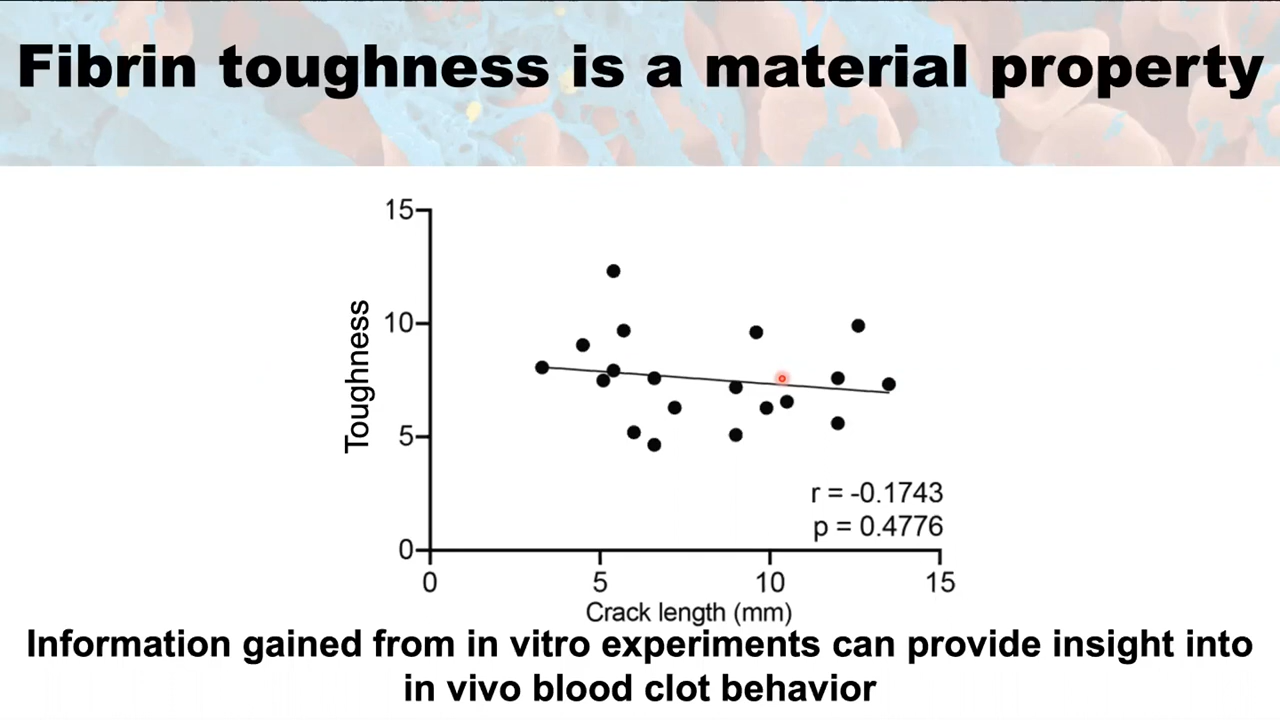 Fibrin toughness is a material property
15
10
5
0
Toughness
r = -0.1743
p = 0.4776
0 5 10 15
Crack length (mm)
Information gained from in vitro experiments can provide insight into
in vivo blood clot behavior